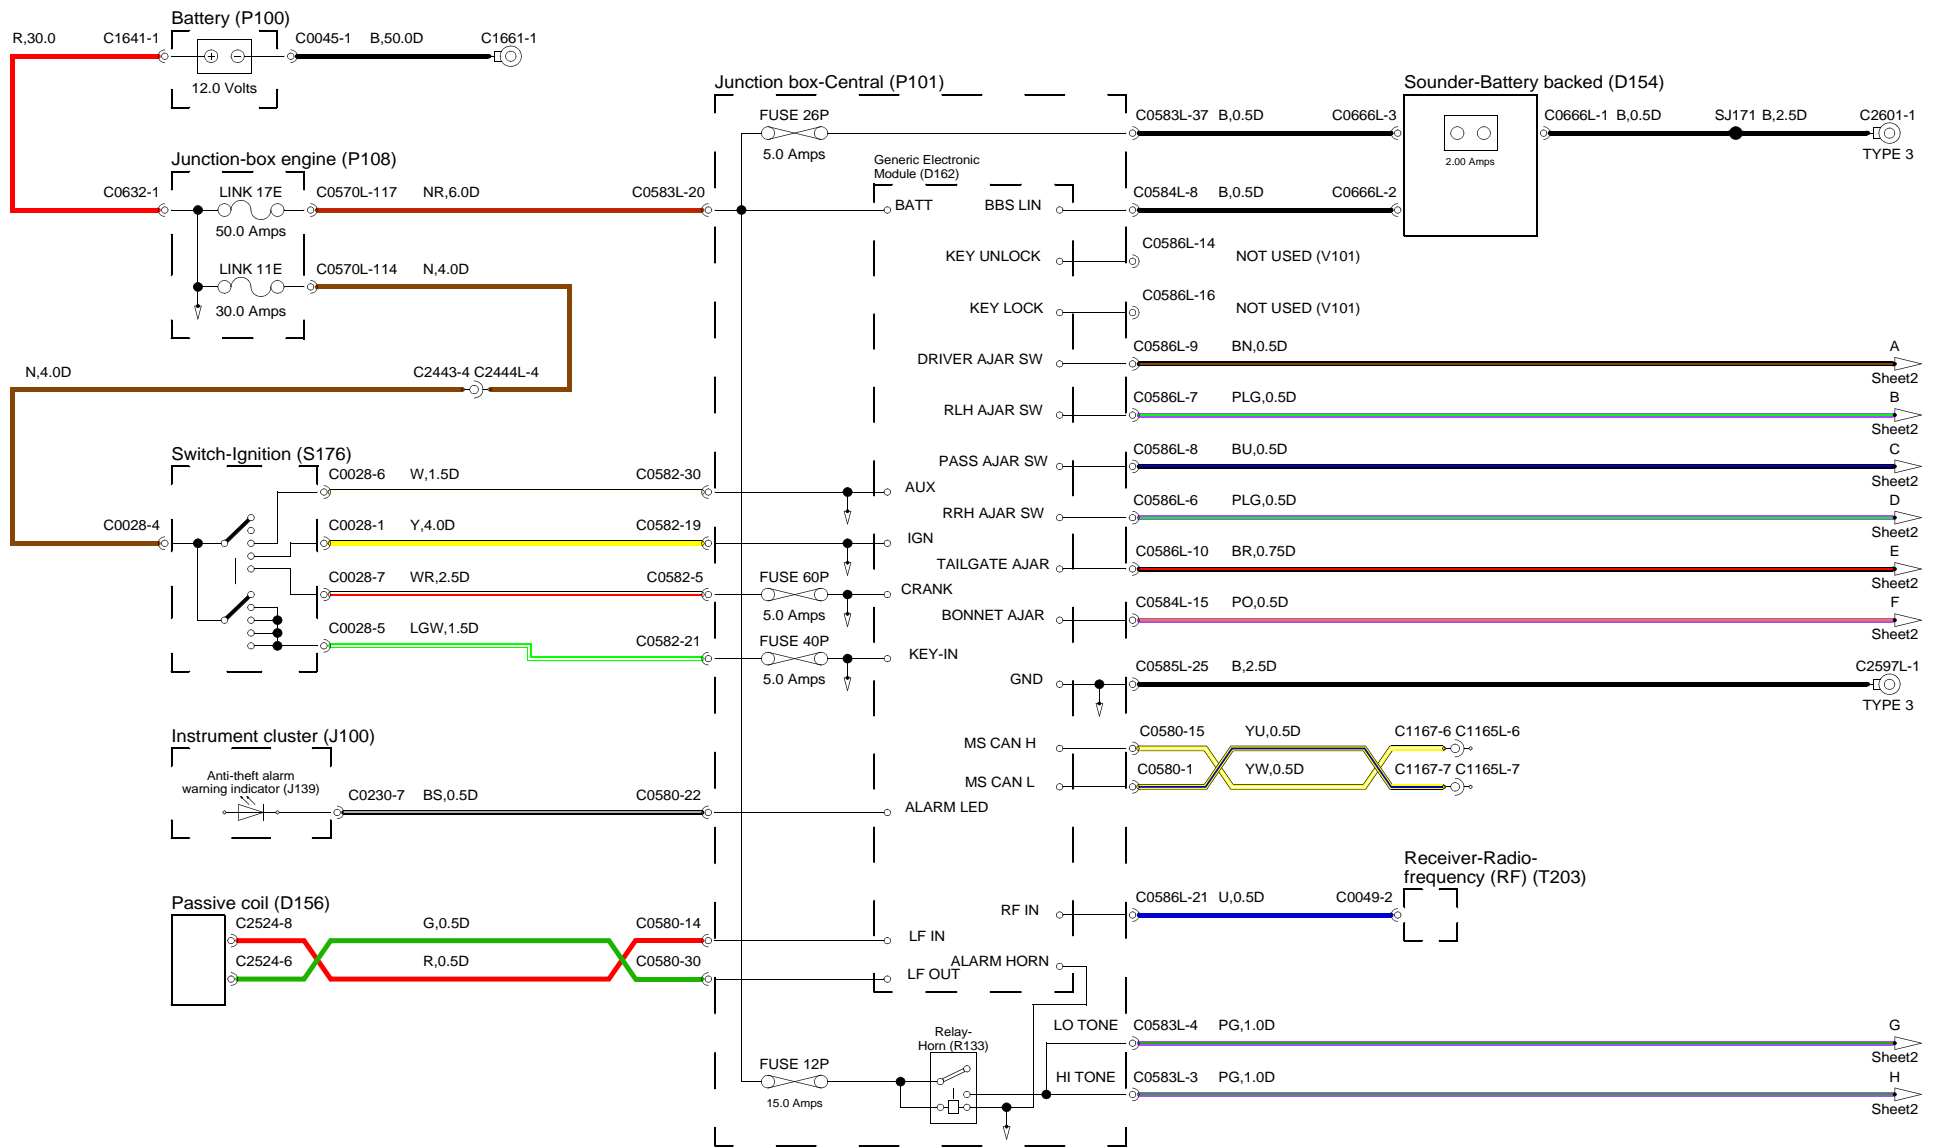 Battery (P100)
R,30.0 C1641-1 C0045-1 B,50.0D C1661-1
12.0 Volts
Junction box-Central (P101)
Sounder-Battery backed (D154)
FUSE 26P
5.0 Amps
C0583L-37 B,0.5D C0666L-3
C0666L-1 B,0.5D SJ171 B,2.5D C2601-1
2.00 Amps
TYPE 3
Junction-box engine (P108)
Generic Electronic
Module (D162)
C0632-1 LINK 17E C0570L-117 NR,6.0D C0583L-20
50.0 Amps
BATT BBS LIN C0584L-8 B,0.5D C0666L-2
LINK 11E C0570L-114 N,4.0D
30.0 Amps
KEY UNLOCK C0586L-14 NOT USED (V101)
KEY LOCK C0586L-16 NOT USED (V101)
DRIVER AJAR SW C0586L-9 BN,0.5D A
Sheet2
N,4.0D C2443-4 C2444L-4
RLH AJAR SW C0586L-7 PLG,0.5D B
Sheet2
Switch-Ignition (S176)
PASS AJAR SW C0586L-8 BU,0.5D C
Sheet2
C0028-6 W,1.5D C0582-30 AUX
RRH AJAR SW C0586L-6 PLG,0.5D D
Sheet2
C0028-4 C0028-1 Y,4.0D C0582-19 IGN
TAILGATE AJAR C0586L-10 BR,0.75D E
Sheet2
C0028-7 WR,2.5D C0582-5 FUSE 60P CRANK
5.0 Amps
BONNET AJAR C0584L-15 PO,0.5D F
Sheet2
C0028-5 LGW,1.5D C0582-21 FUSE 40P KEY-IN
5.0 Amps
GND C0585L-25 B,2.5D C2597L-1
TYPE 3
Instrument cluster (J100)
Anti-theft alarm
warning indicator (J139)
MS CAN H C0580-15 YU,0.5D C1167-6 C1165L-6
MS CAN L C0580-1 YW,0.5D C1167-7 C1165L-7
C0230-7 BS,0.5D C0580-22 ALARM LED
Receiver-Radio-
frequency (RF) (T203)
RF IN C0586L-21 U,0.5D C0049-2
Passive coil (D156)
C2524-8 G,0.5D C0580-14 LF IN
C2524-6 R,0.5D C0580-30 LF OUT
ALARM HORN
Relay-
Horn (R133)
LO TONE C0583L-4 PG,1.0D G
Sheet2
FUSE 12P
15.0 Amps
HI TONE C0583L-3 PG,1.0D H
Sheet2